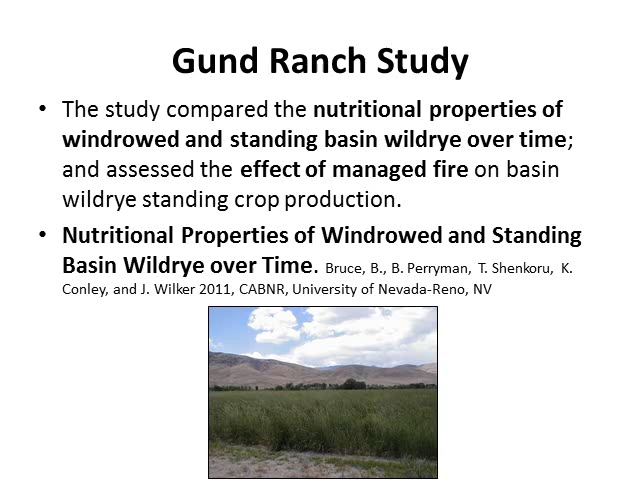 Gund Ranch Study
• The study compared the nutritional properties of
windrowed and standing basin wildrye over time;
and assessed the effect of managed fire on basin
wildrye standing crop production.
• Nutritional Properties of Windrowed and Standing
Basin Wildrye over Time. Bruce, B., B. Perryman, T. Shenkoru, K.
Conley, and J. Wilker 2011, CABNR, University of Nevada-Reno, NV